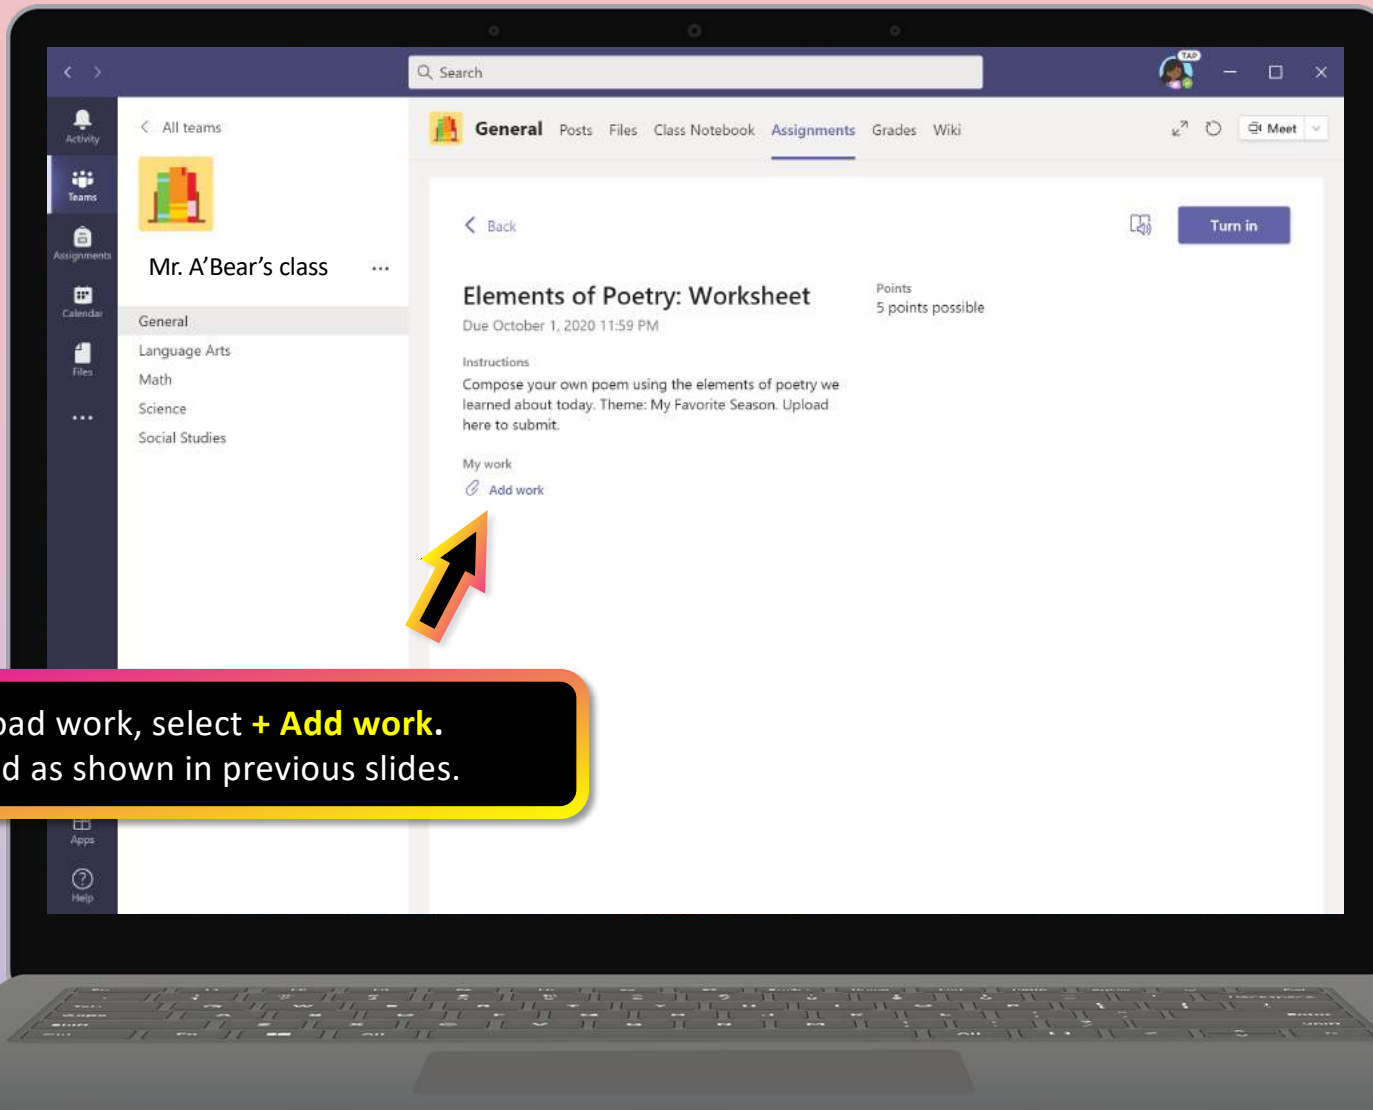 Search
TAP
Activity
Teams
Assignments
Calendar
Files
Apps
Help
All teams
Mr. A’Bear’s class
General
Language Arts
Math
Science
Social Studies
General Posts Files Class Notebook Assignments Grades Wiki
Meet
Back
Turn in
Elements of Poetry: Worksheet
Due October 1, 2020 11:59 PM
Points
5 points possible
Instructions
Compose your own poem using the elements of poetry we
learned about today. Theme: My Favorite Season. Upload
here to submit.
My work
Add work
work, select + Add work.
as shown in previous slides.